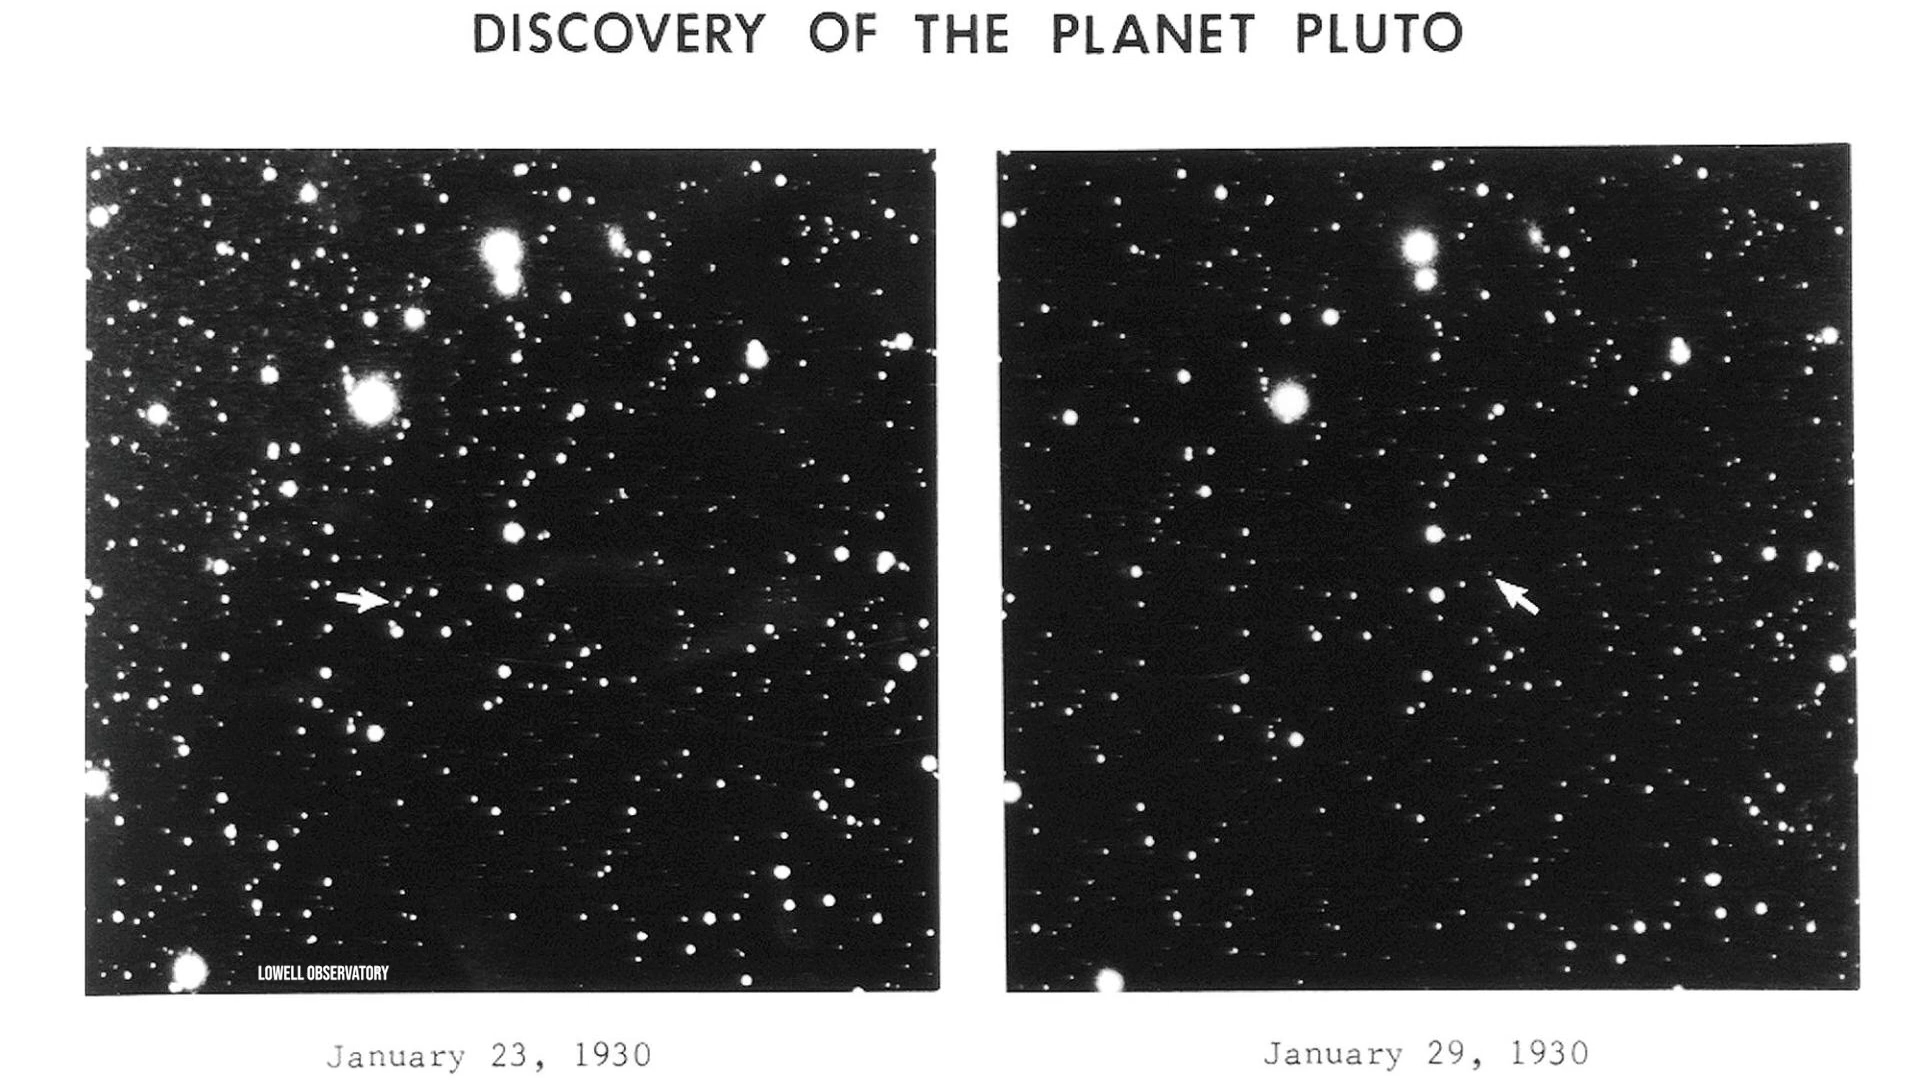 DISCOVERY OF THE PLANET PLUTO
LOWELL OBSERVATORY
January 23, 1930
January 29, 1930